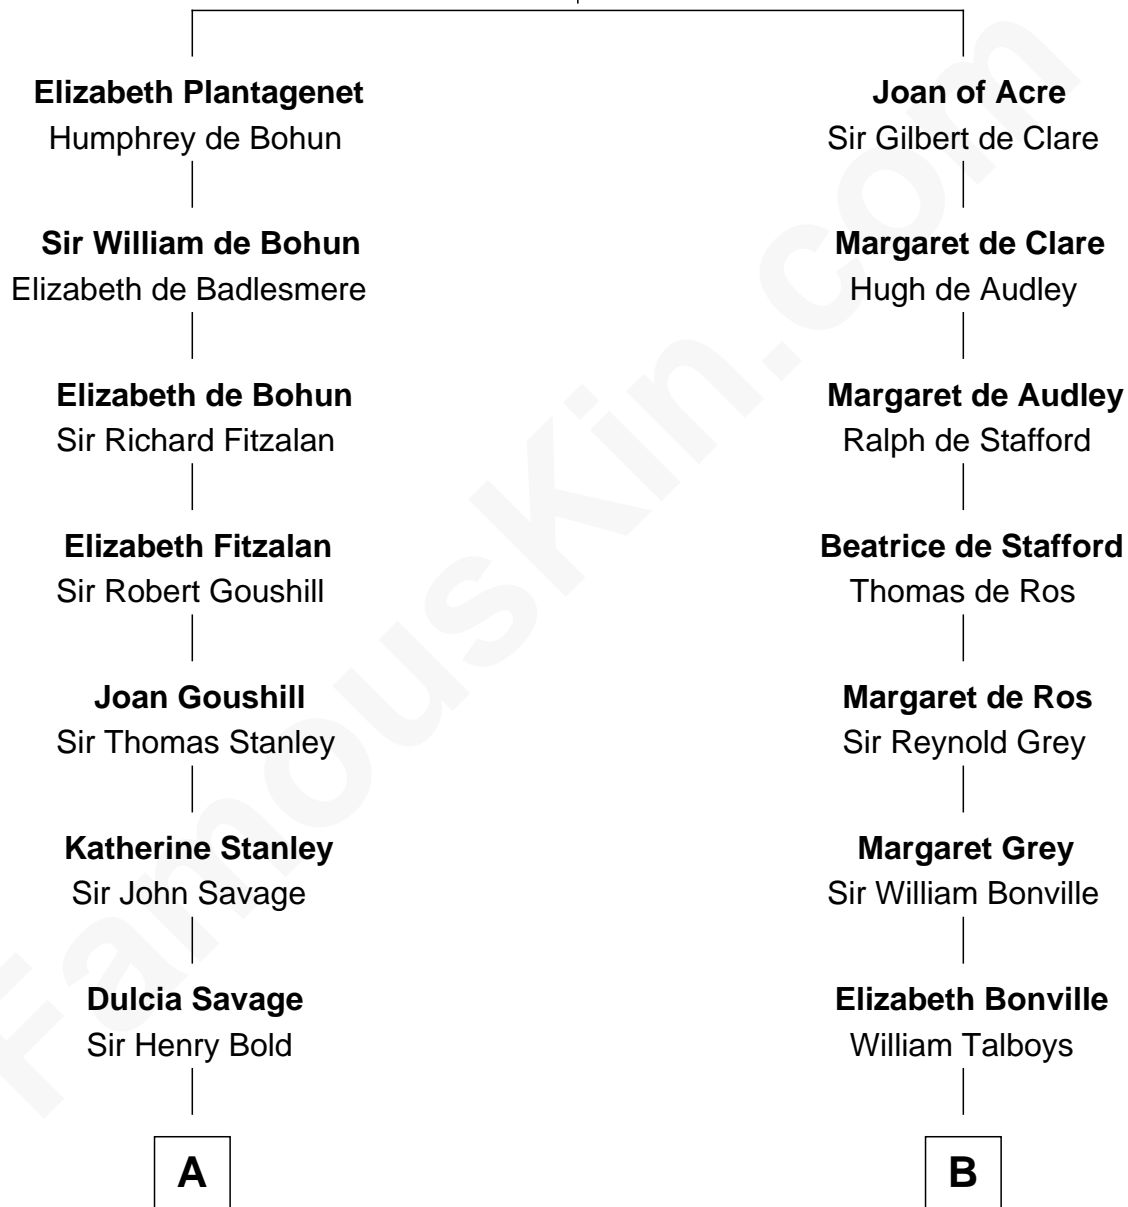 Elizabeth Plantagenet
Humphrey de Bohun
Sir William de Bohun
Elizabeth de Badlesmere
Elizabeth de Bohun
Sir Richard Fitzalan
Elizabeth Fitzalan
Sir Robert Goushill
Joan Goushill
Sir Thomas Stanley
Katherine Stanley
Sir John Savage
Dulcia Savage
Sir Henry Bold
A
Joan of Acre
Sir Gilbert de Clare
Margaret de Clare
Hugh de Audley
Margaret de Audley
Ralph de Stafford
Beatrice de Stafford
Thomas de Ros
Margaret de Ros
Sir Reynold Grey
Margaret Grey
Sir William Bonville
Elizabeth Bonville
William Talboys
B
FamousKin.com